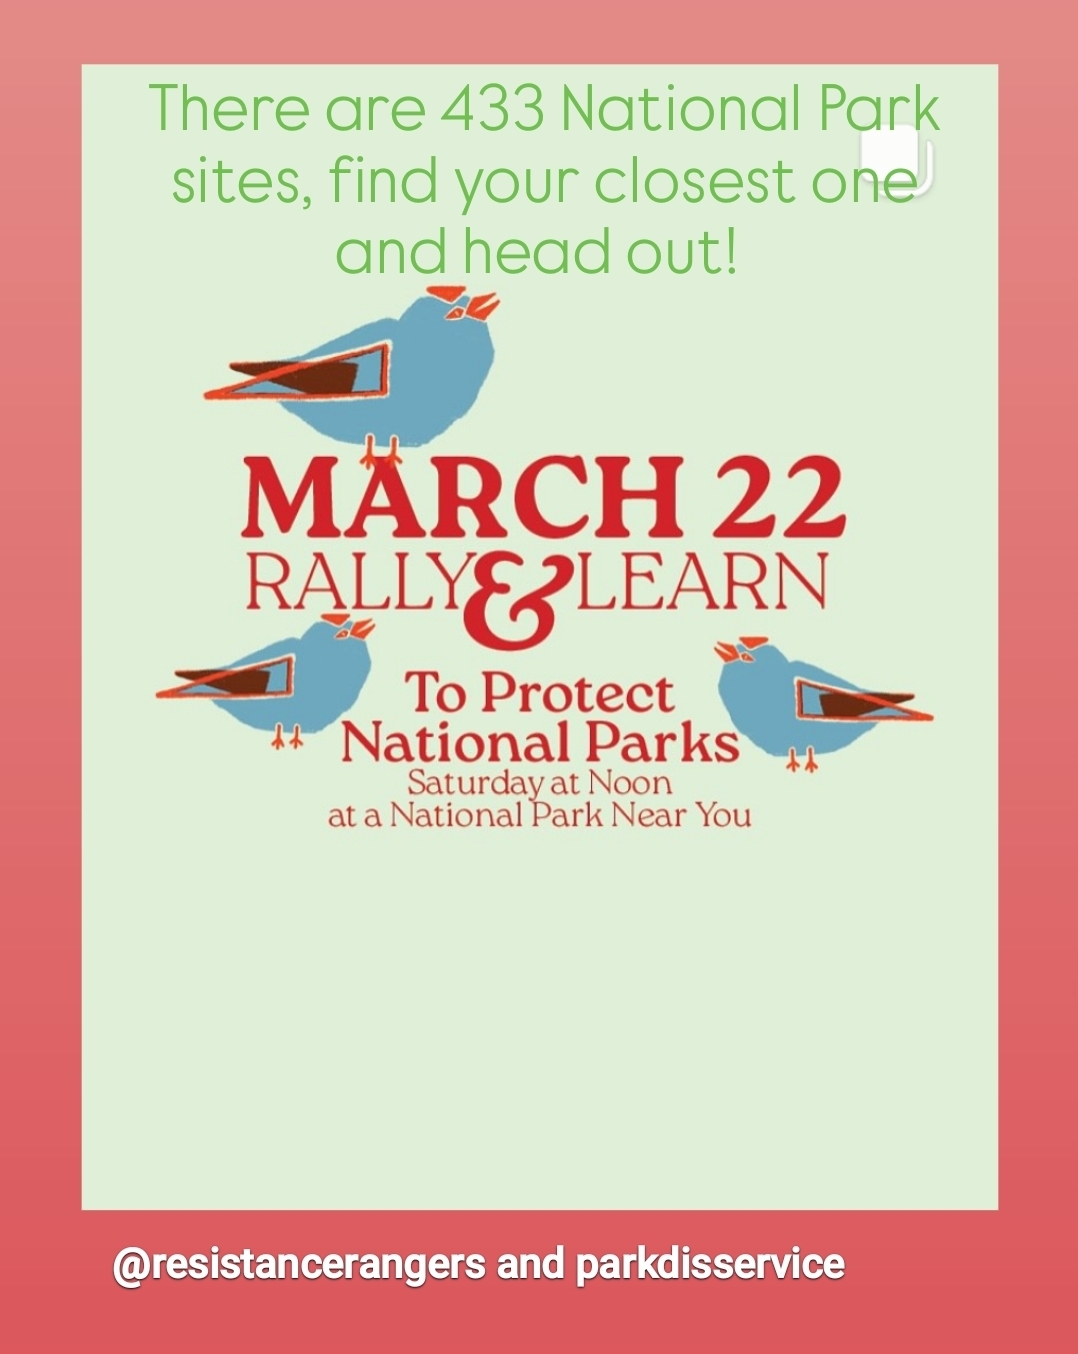 There are 433 National Park
sites, find your closest one
and head out!
MARCH 22
RALLY & LEARN
To Protect
National Parks
Saturday at Noon
at a National Park Near You
@resistancerangers and parkdisservice